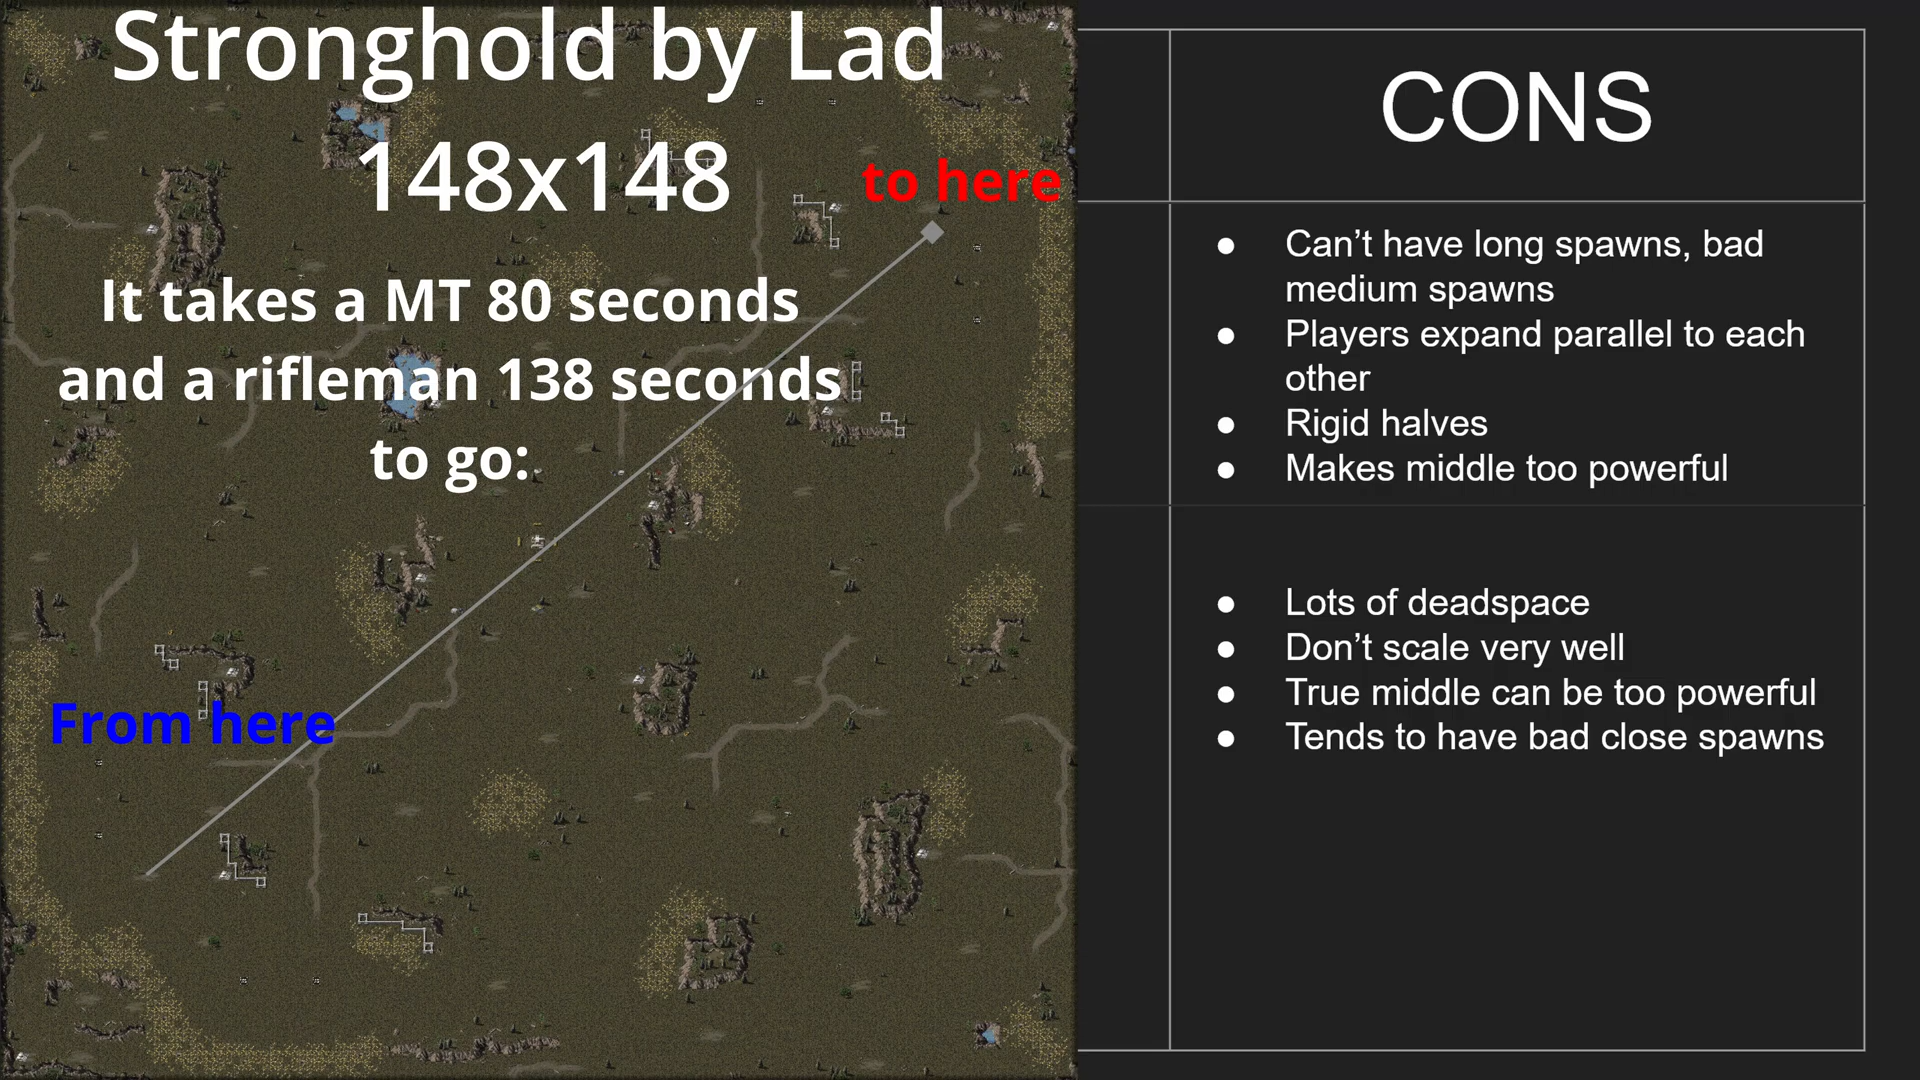 Stronghold by Lad
148x148
to here
It takes a MT 80 seconds
and a rifleman 138 seconds
to go:
From here
CONS
● Can’t have long spawns, bad
medium spawns
● Players expand parallel to each
other
● Rigid halves
● Makes middle too powerful
● Lots of deadspace
● Don’t scale very well
● True middle can be too powerful
● Tends to have bad close spawns